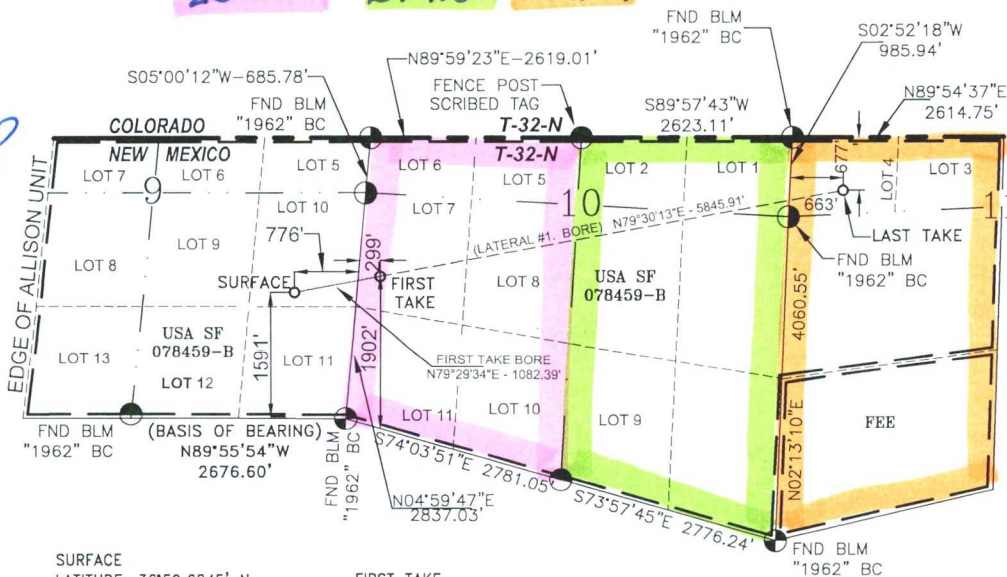 FND BLM
"1962" BC
S02°52'18"W
985.94'
S05°00'12"W-685.78'
N89°59'23"E-2619.01'
FENCE POST
SCRIBED TAG
S89°57'43"W
2623.11'
N89°54'37"E
2614.75'
FND BLM
"1962" BC
COLORADO
T-32-N
NEW MEXICO
T-32-N
LOT 7
LOT 6
LOT 5
LOT 6
LOT 5
LOT 2
LOT 1
677'
LOT 4
LOT 3
9
LOT 10
LOT 7
10
663'
1
N79°30'13"E - 5845.91'
(LATERAL #1. BORE)
LAST TAKE
EDGE OF ALLISON UNIT
LOT 9
776'
299'
LOT 8
SURFACE
FIRST
TAKE
LOT 8
USA SF
078459-B
FND BLM
"1962" BC
4060.55'
USA SF
078459-B
1591'
1902'
LOT 13
LOT 12
LOT 11
FIRST TAKE BORE
N79°29'34"E - 1082.39'
LOT 11
LOT 10
LOT 9
FEE
N02°13'10"E
FND BLM
"1962" BC
(BASIS OF BEARING)
N89°55'54"W
2676.60'
FND BLM
"1962" BC
S74°03'51"E 2781.05'
N04°59'47"E
2837.03'
S73°57'45"E 2776.24'
FND BLM
"1962" BC
SURFACE
FIRST TAKE